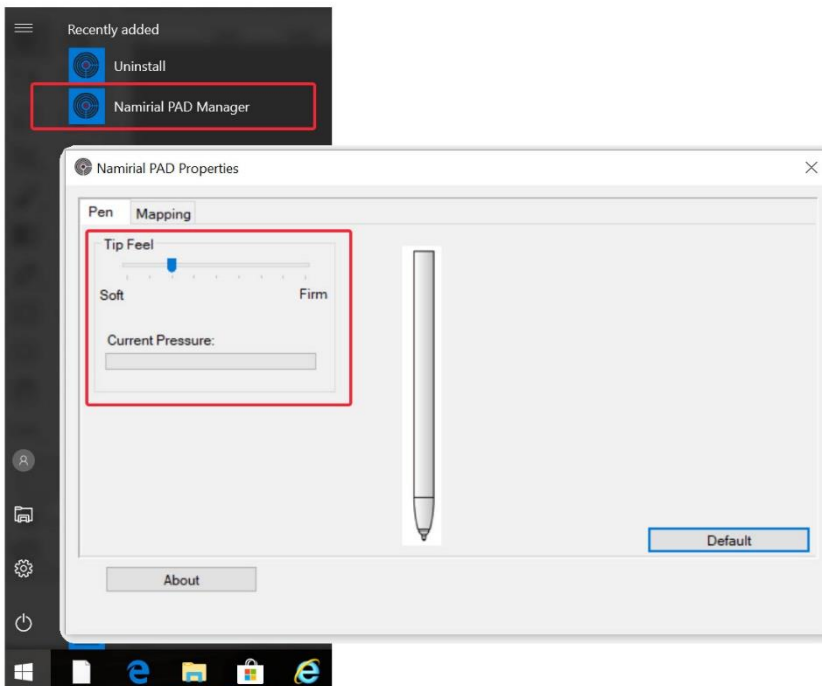 Recently added
Uninstall
Namirial PAD Manager
Namirial PAD Properties
Pen Mapping
Tip Feel
Soft Firm
Current Pressure:
Default
About